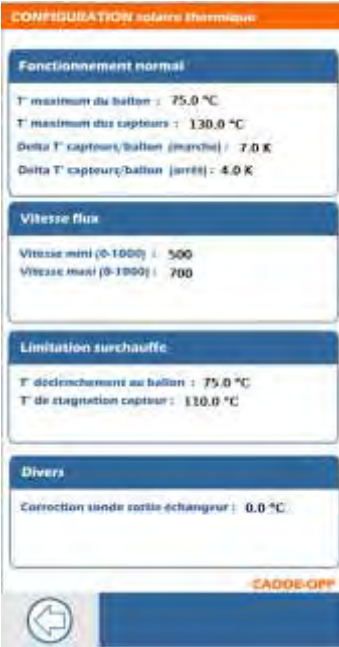 CONFIGURATION solaire thermique
Fonctionnement normal
T° maximum du ballon : 75.0 °C
T° maximum des capteurs : 130.0 °C
Delta T° capteurs/ballon (marche) : 7.0 K
Delta T° capteurs/ballon (arrêt) : 4.0 K
Vitesse flux
Vitesse mini (0-1000) : 500
Vitesse maxi (0-1000) : 700
Limitation surchauffe
T° déclenchement au ballon : 75.0 °C
T° de stagnation capteur : 110.0 °C
Divers
Correction sonde sortie échangeur : 0.0 °C